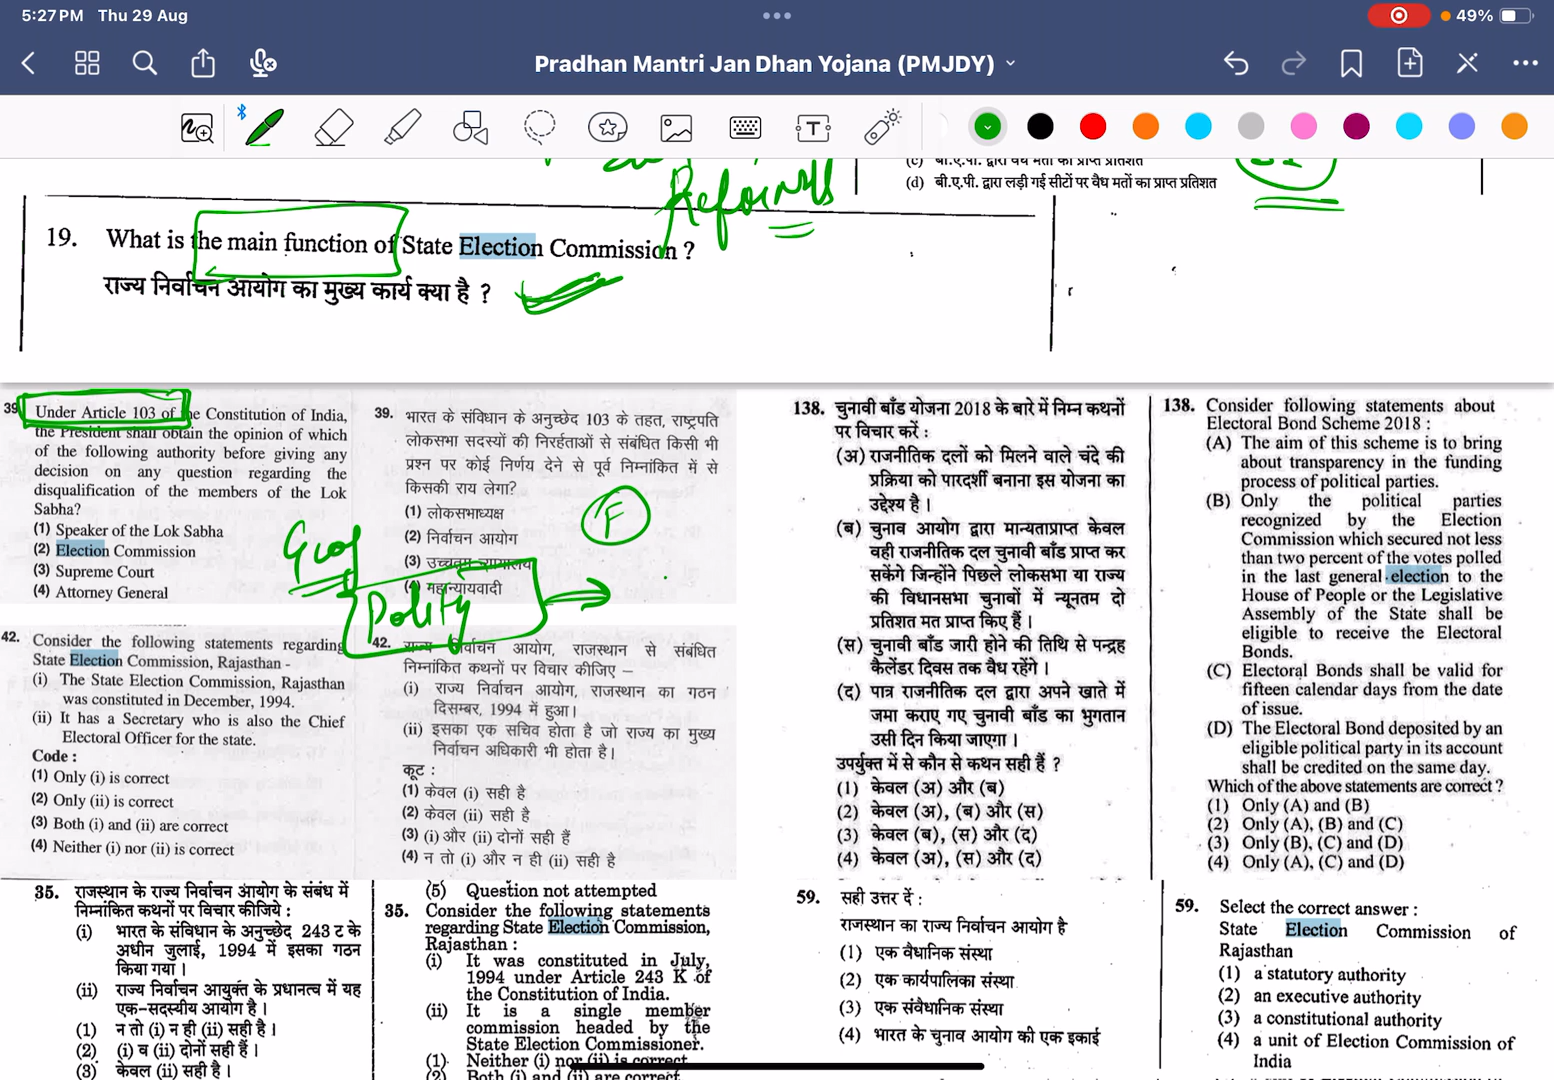 5:27 PM Thu 29 Aug
49%
Pradhan Mantri Jan Dhan Yojana (PMJDY)
Reforms
(c) बी.ए.पी. द्वारा वैध मतों का प्राप्त प्रतिशत
(d) बी.ए.पी. द्वारा लड़ी गई सीटों पर वैध मतों का प्राप्त प्रतिशत
19. What is the main function of State Election Commission ?
राज्य निर्वाचन आयोग का मुख्य कार्य क्या है ?
39 Under Article 103 of the Constitution of India,
the President shall obtain the opinion of which
of the following authority before giving any
decision on any question regarding the
disqualification of the members of the Lok
Sabha?
(1) Speaker of the Lok Sabha
(2) Election Commission
(3) Supreme Court
(4) Attorney General
39. भारत के संविधान के अनुच्छेद 103 के तहत, राष्ट्रपति
लोकसभा सदस्यों की निरर्हताओं से संबंधित किसी भी
प्रश्न पर कोई निर्णय देने से पूर्व निम्नांकित में से
किसकी राय लेगा?
(1) लोकसभाध्यक्ष
(2) निर्वाचन आयोग
(3) उच्चतम न्यायालय
(4) महान्यायवादी
F
Polity
42. Consider the following statements regarding
State Election Commission, Rajasthan -
(i) The State Election Commission, Rajasthan
was constituted in December, 1994.
(ii) It has a Secretary who is also the Chief
Electoral Officer for the state.
Code :
(1) Only (i) is correct
(2) Only (ii) is correct
(3) Both (i) and (ii) are correct
(4) Neither (i) nor (ii) is correct
42. राज्य निर्वाचन आयोग, राजस्थान से संबंधित
निम्नांकित कथनों पर विचार कीजिए –
(i) राज्य निर्वाचन आयोग, राजस्थान का गठन
दिसम्बर, 1994 में हुआ।
(ii) इसका एक सचिव होता है जो राज्य का मुख्य
निर्वाचन अधिकारी भी होता है।
कूट :
(1) केवल (i) सही है
(2) केवल (ii) सही है
(3) (i) और (ii) दोनों सही हैं
(4) न तो (i) और न ही (ii) सही है
138. चुनावी बाँड योजना 2018 के बारे में निम्न कथनों
पर विचार करें :
(अ) राजनीतिक दलों को मिलने वाले चंदे की
प्रक्रिया को पारदर्शी बनाना इस योजना का
उद्देश्य है।
(ब) चुनाव आयोग द्वारा मान्यताप्राप्त केवल
वही राजनीतिक दल चुनावी बाँड प्राप्त कर
सकेंगे जिन्होंने पिछले लोकसभा या राज्य
की विधानसभा चुनावों में न्यूनतम दो
प्रतिशत मत प्राप्त किए हैं।
(स) चुनावी बाँड जारी होने की तिथि से पन्द्रह
कैलेंडर दिवस तक वैध रहेंगे।
(द) पात्र राजनीतिक दल द्वारा अपने खाते में
जमा कराए गए चुनावी बाँड का भुगतान
उसी दिन किया जाएगा।
उपर्युक्त में से कौन से कथन सही हैं ?
(1) केवल (अ) और (ब)
(2) केवल (अ), (ब) और (स)
(3) केवल (ब), (स) और (द)
(4) केवल (अ), (स) और (द)
138. Consider following statements about
Electoral Bond Scheme 2018 :
(A) The aim of this scheme is to bring
about transparency in the funding
process of political parties.
(B) Only the political parties
recognized by the Election
Commission which secured not less
than two percent of the votes polled
in the last general election to the
House of People or the Legislative
Assembly of the State shall be
eligible to receive the Electoral
Bonds.
(C) Electoral Bonds shall be valid for
fifteen calendar days from the date
of issue.
(D) The Electoral Bond deposited by an
eligible political party in its account
shall be credited on the same day.
Which of the above statements are correct ?
(1) Only (A) and (B)
(2) Only (A), (B) and (C)
(3) Only (B), (C) and (D)
(4) Only (A), (C) and (D)
35. राजस्थान के राज्य निर्वाचन आयोग के संबंध में
निम्नांकित कथनों पर विचार कीजिये :
(i) भारत के संविधान के अनुच्छेद 243 ट के
अधीन जुलाई, 1994 में इसका गठन
किया गया।
(ii) राज्य निर्वाचन आयुक्त के प्रधानत्व में यह
एक-सदस्यीय आयोग है।
(1) न तो (i) न ही (ii) सही है।
(2) (i) व (ii) दोनों सही हैं।
(3) केवल (ii) सही है।
(5) Question not attempted
35. Consider the following statements
regarding State Election Commission,
Rajasthan :
(i) It was constituted in July,
1994 under Article 243 K of
the Constitution of India.
(ii) It is a single member
commission headed by the
State Election Commissioner.
(1) Neither (i) nor (ii) is correct
(2) Both (i) and (ii) are correct
59. सही उत्तर दें :
राजस्थान का राज्य निर्वाचन आयोग है
(1) एक वैधानिक संस्था
(2) एक कार्यपालिका संस्था
(3) एक संवैधानिक संस्था
(4) भारत के चुनाव आयोग की एक इकाई
59. Select the correct answer :
State Election Commission of
Rajasthan
(1) a statutory authority
(2) an executive authority
(3) a constitutional authority
(4) a unit of Election Commission of
India